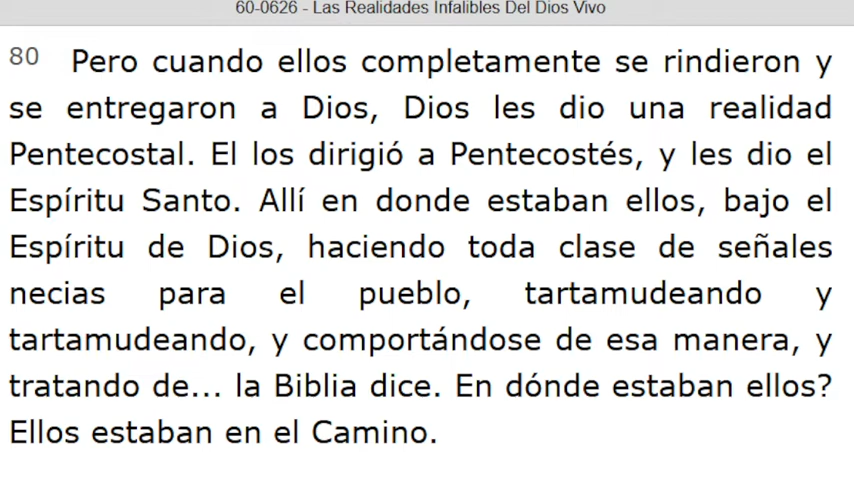 60-0626 - Las Realidades Infalibles Del Dios Vivo
80 Pero cuando ellos completamente se rindieron y
se entregaron a Dios, Dios les dio una realidad
Pentecostal. El los dirigió a Pentecostés, y les dio el
Espíritu Santo. Allí en donde estaban ellos, bajo el
Espíritu de Dios, haciendo toda clase de señales
necias para el pueblo, tartamudeando y
tartamudeando, y comportándose de esa manera, y
tratando de... la Biblia dice. En dónde estaban ellos?
Ellos estaban en el Camino.